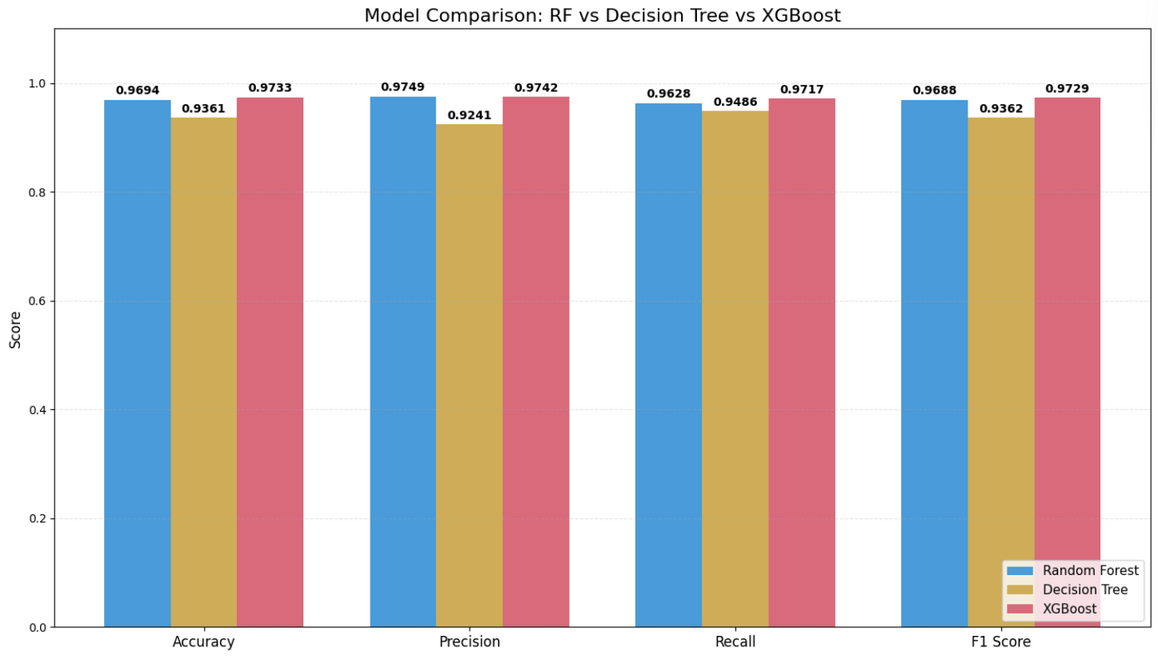 Model Comparison: RF vs Decision Tree vs XGBoost
Score
1.0
0.8
0.6
0.4
0.2
0.0
0.9694
0.9361
0.9733
0.9749
0.9241
0.9742
0.9628
0.9486
0.9717
0.9688
0.9362
0.9729
Accuracy
Precision
Recall
F1 Score
Random Forest
Decision Tree
XGBoost